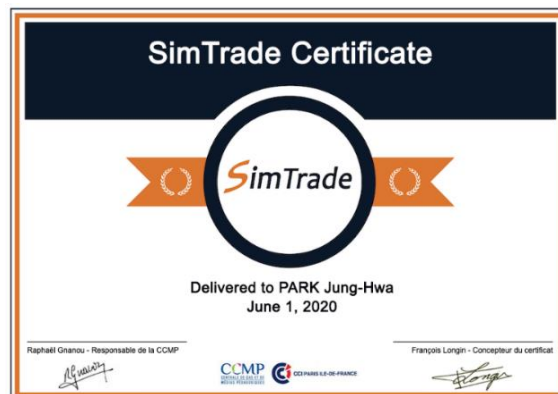 SimTrade Certificate
SimTrade
Delivered to PARK Jung-Hwa
June 1, 2020
Raphaël Gnanou - Responsable de la CCMP
François Longin - Concepteur du certificat
CCMP
CCI PARIS ILE-DE-FRANCE